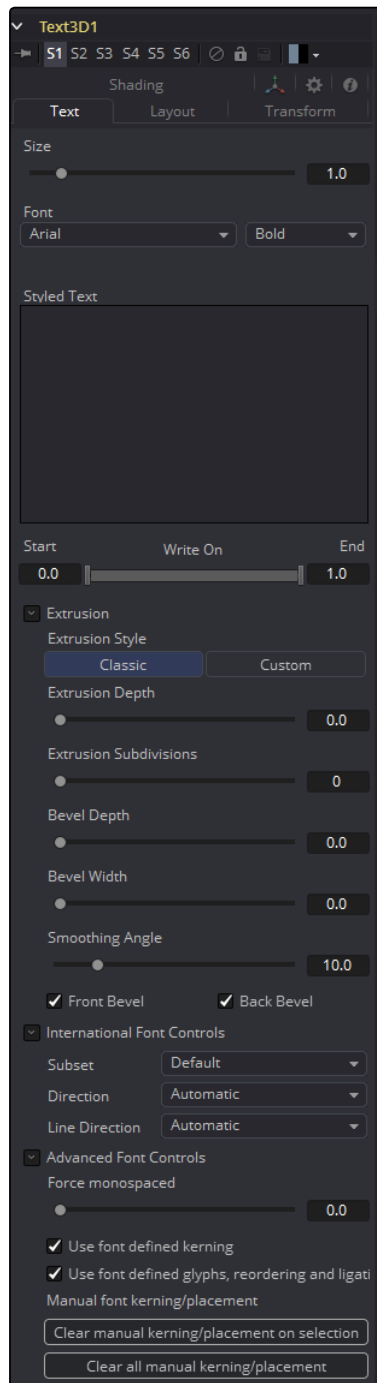 Text3D1
S1 S2 S3 S4 S5 S6
Shading
Text Layout Transform
Size
1.0
Font
Arial Bold
Styled Text
Start Write On End
0.0 1.0
Extrusion
Extrusion Style
Classic Custom
Extrusion Depth
0.0
Extrusion Subdivisions
0
Bevel Depth
0.0
Bevel Width
0.0
Smoothing Angle
10.0
Front Bevel Back Bevel
International Font Controls
Subset Default
Direction Automatic
Line Direction Automatic
Advanced Font Controls
Force monospaced
0.0
Use font defined kerning
Use font defined glyphs, reordering and ligati
Manual font kerning/placement
Clear manual kerning/placement on selection
Clear all manual kerning/placement